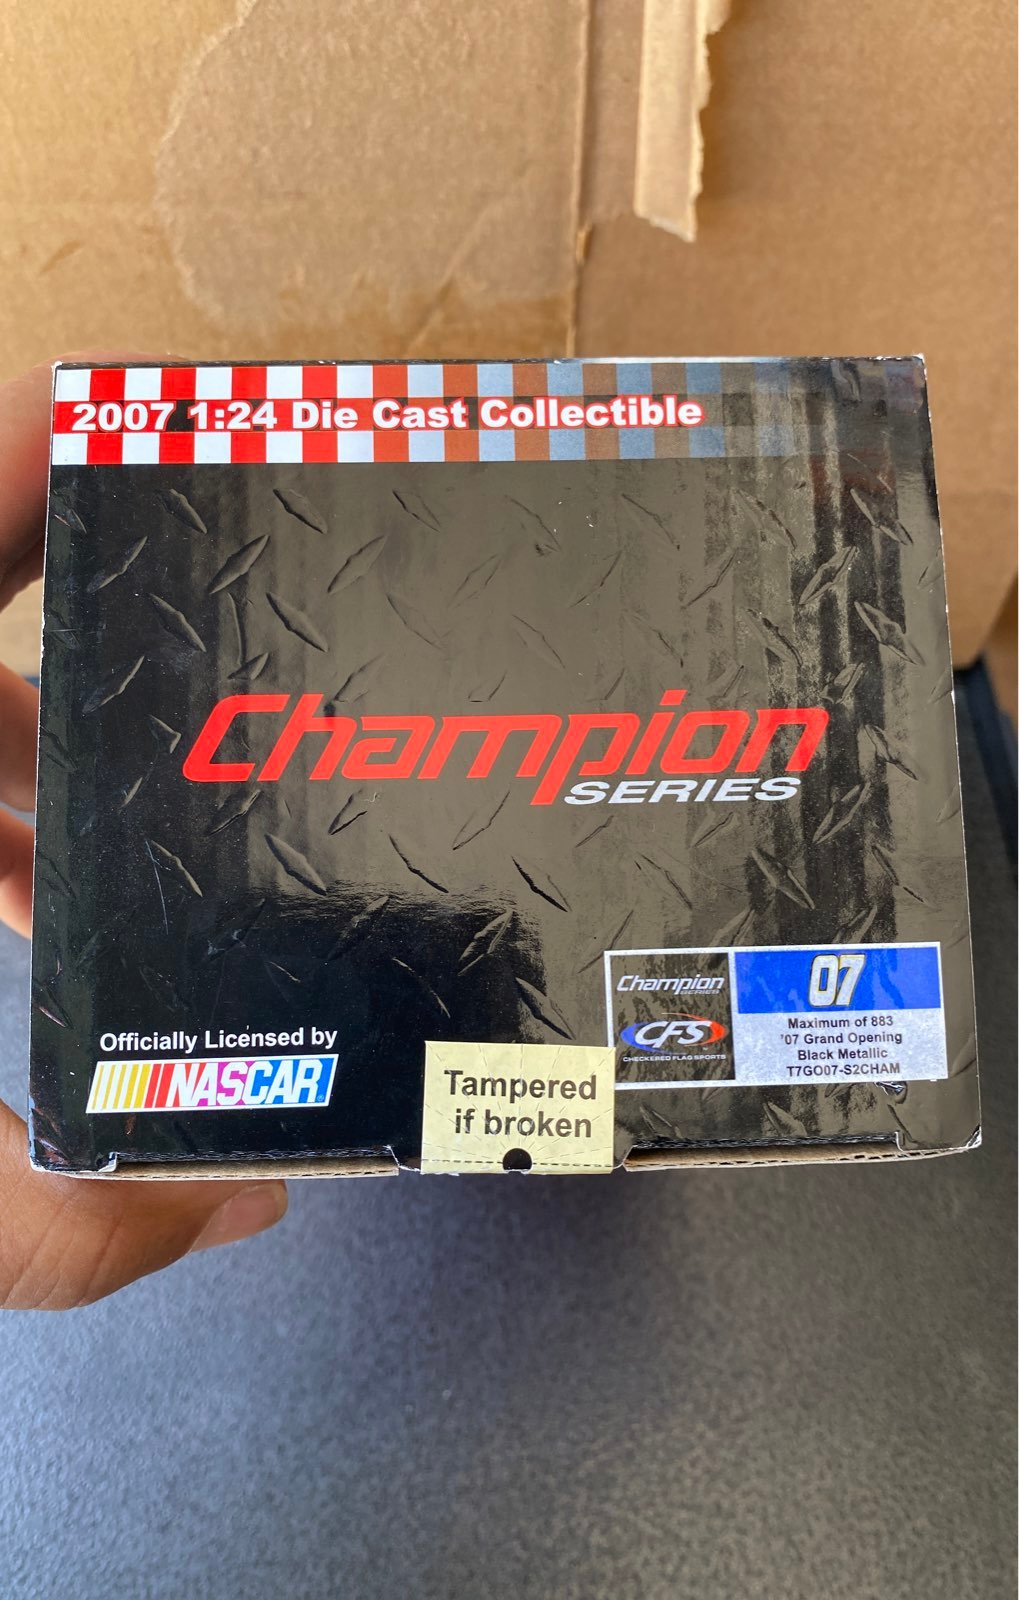 2007 1:24 Die Cast Collectible
Champion
SERIES
Champion
SERIES
07
CFS
CHECKERED FLAG SPORTS
Maximum of 883
'07 Grand Opening
Black Metallic
T7GO07-S2CHAM
Officially Licensed by
NASCAR
Tampered
if broken